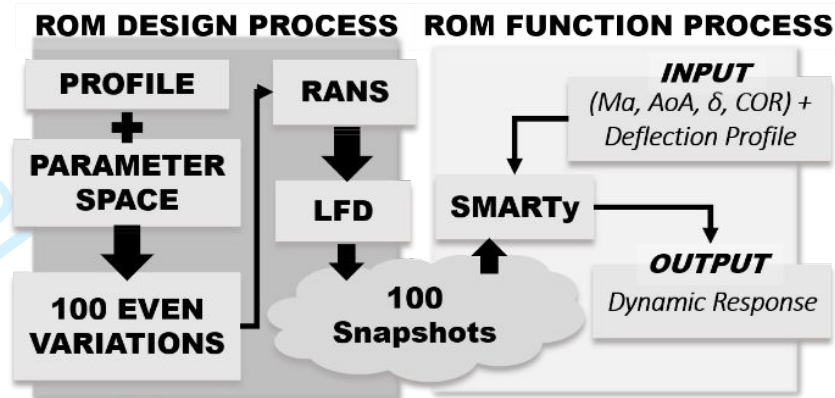 ROM DESIGN PROCESS
PROFILE
+
PARAMETER
SPACE
100 EVEN
VARIATIONS
RANS
LFD
100
Snapshots
ROM FUNCTION PROCESS
INPUT
(Ma, AoA, δ, COR) +
Deflection Profile
SMARTy
OUTPUT
Dynamic Response